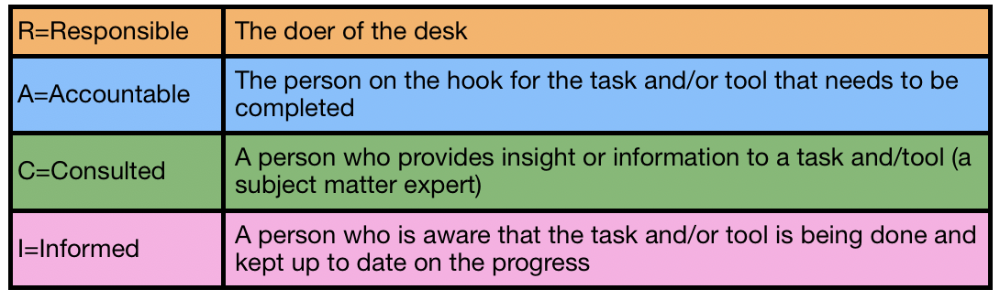 R=Responsible
The doer of the desk
A=Accountable
The person on the hook for the task and/or tool that needs to be
completed
C=Consulted
A person who provides insight or information to a task and/tool (a
subject matter expert)
I=Informed
A person who is aware that the task and/or tool is being done and
kept up to date on the progress